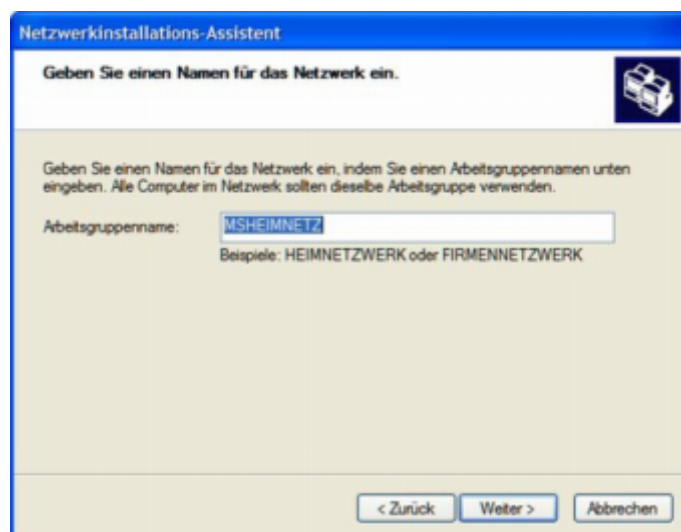 Netzwerkinstallations-Assistent
Geben Sie einen Namen für das Netzwerk ein.
Geben Sie einen Namen für das Netzwerk ein, indem Sie einen Arbeitsgruppennamen unten
eingeben. Alle Computer im Netzwerk sollten dieselbe Arbeitsgruppe verwenden.
Arbeitsgruppenname: MSHEIMNETZ
Beispiele: HEIMNETZWERK oder FIRMENNETZWERK
< Zurück Weiter > Abbrechen